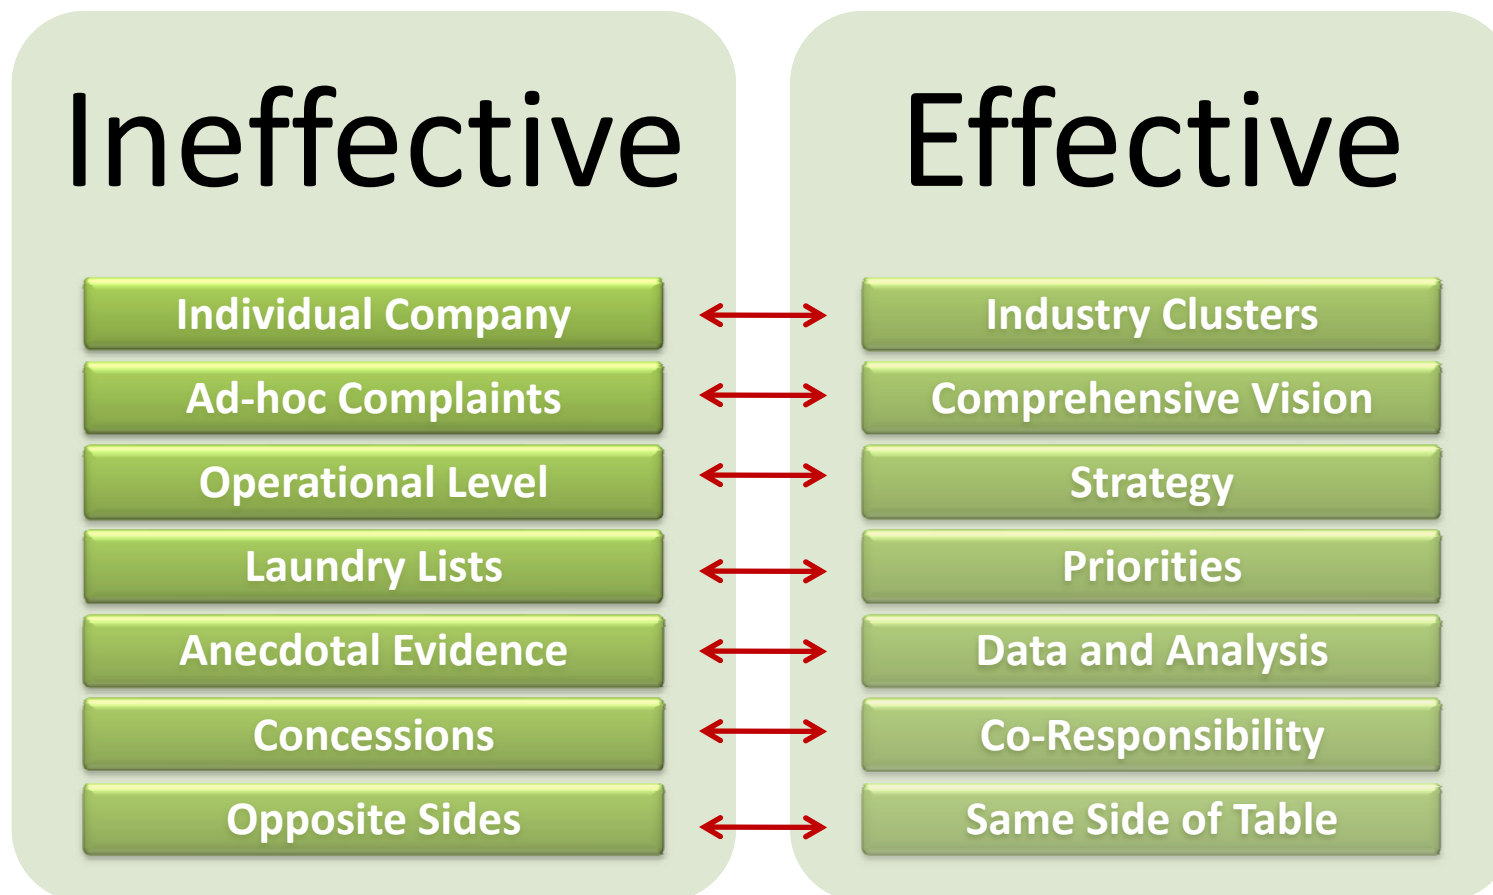 Ineffective
Effective
Individual Company
Industry Clusters
Ad-hoc Complaints
Comprehensive Vision
Operational Level
Strategy
Laundry Lists
Priorities
Anecdotal Evidence
Data and Analysis
Concessions
Co-Responsibility
Opposite Sides
Same Side of Table